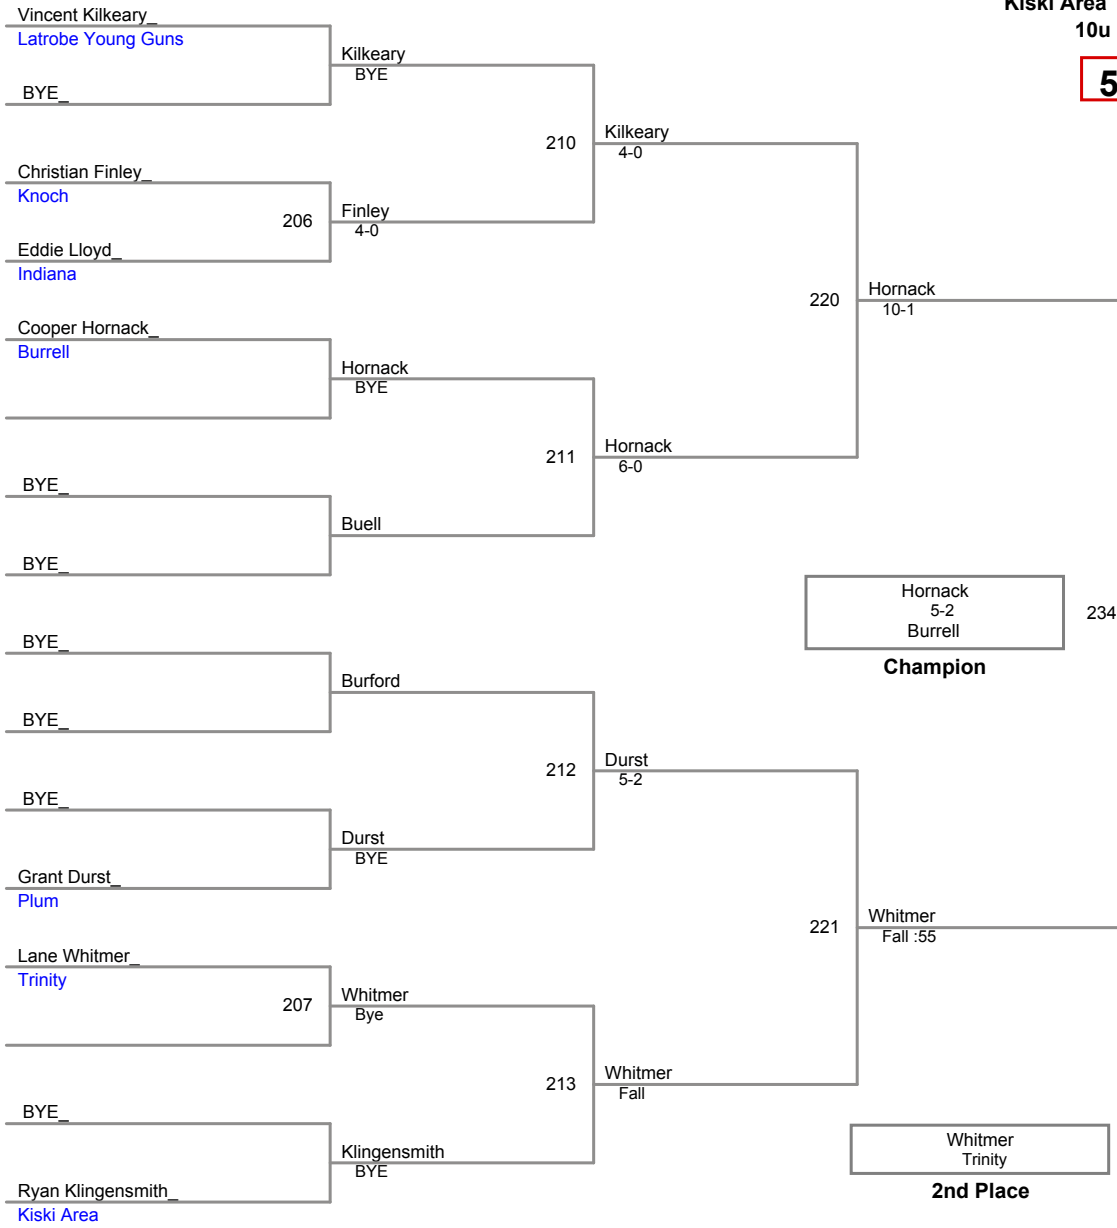 Kiski Area
10u
5
Vincent Kilkeary_
Latrobe Young Guns
BYE_
Christian Finley_
Knoch
206
Eddie Lloyd_
Indiana
Cooper Hornack_
Burrell
BYE_
BYE_
BYE_
BYE_
BYE_
Grant Durst_
Plum
Lane Whitmer_
Trinity
207
BYE_
Ryan Klingensmith_
Kiski Area
Kilkeary
BYE
210
Finley
4-0
Hornack
BYE
211
Buell
Burford
212
Durst
BYE
Whitmer
Bye
213
Klingensmith
BYE
Kilkeary
4-0
220
Hornack
6-0
Durst
5-2
221
Whitmer
Fall
Hornack
10-1
Whitmer
Fall :55
Hornack
5-2
Burrell
234
Champion
Whitmer
Trinity
2nd Place